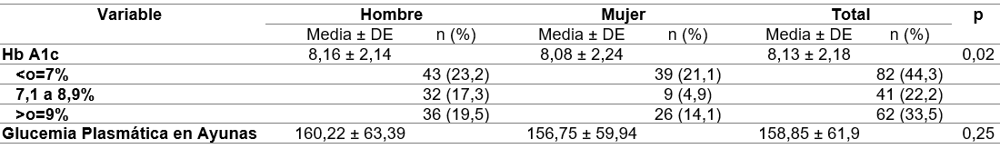 Variable Hombre Mujer Total p
Media ± DE n (%) Media ± DE n (%) Media ± DE n (%)
Hb A1c 8,16 ± 2,14 8,08 ± 2,24 8,13 ± 2,18 0,02
<o=7% 43 (23,2) 39 (21,1) 82 (44,3)
7,1 a 8,9% 32 (17,3) 9 (4,9) 41 (22,2)
>o=9% 36 (19,5) 26 (14,1) 62 (33,5)
Glucemia Plasmática en Ayunas 160,22 ± 63,39 156,75 ± 59,94 158,85 ± 61,9 0,25